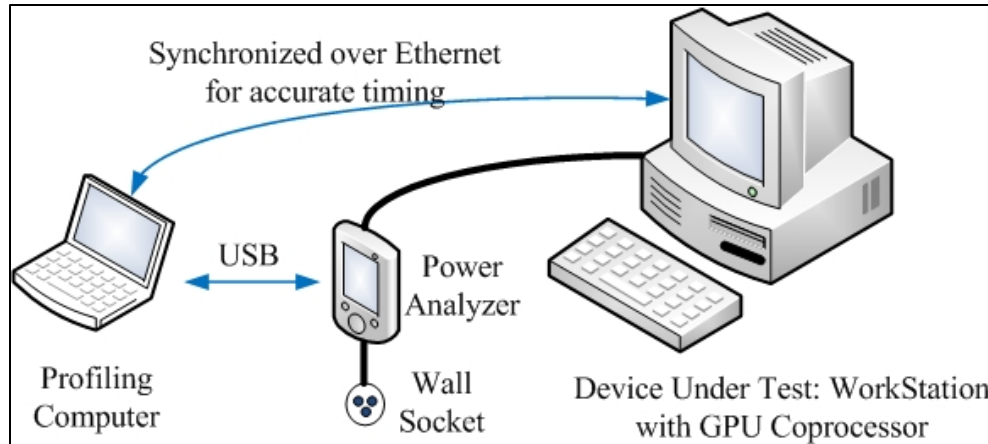 Synchronized over Ethernet
for accurate timing
USB
Power
Analyzer
Profiling
Computer
Wall
Socket
Device Under Test: WorkStation
with GPU Coprocessor